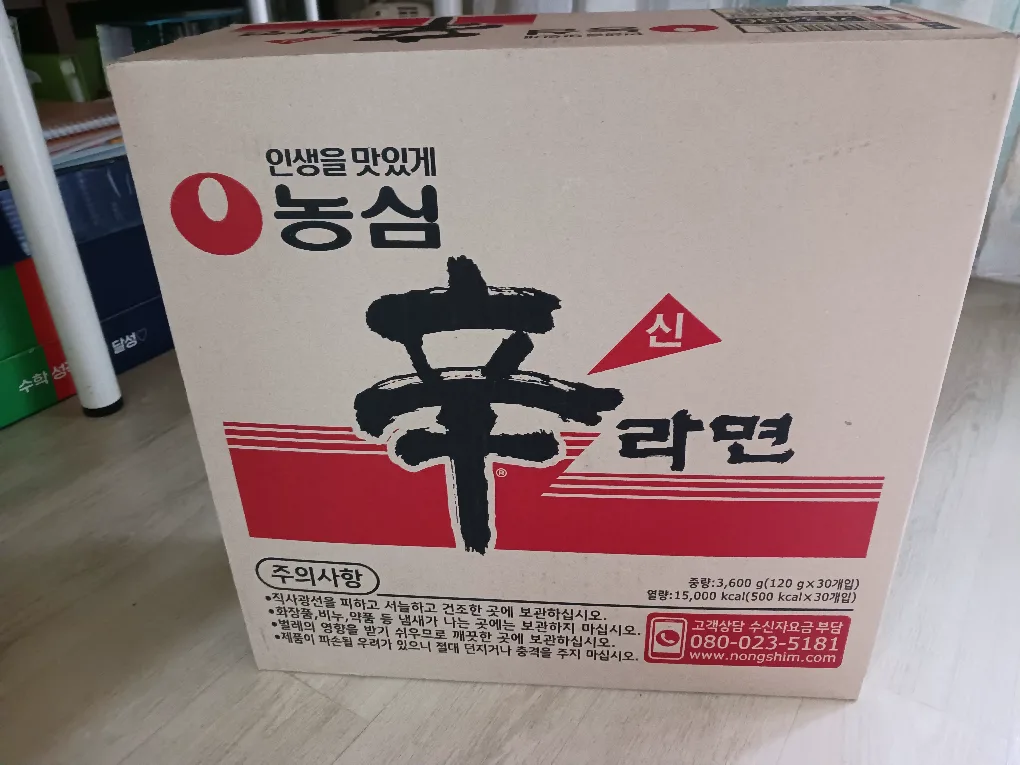 인생을 맛있게
농심
辛
신
라면
®
중량:3,600 g(120 g×30개입)
열량:15,000 kcal(500 kcal×30개입)
주의사항
•직사광선을 피하고 서늘하고 건조한 곳에 보관하십시오.
•화장품,비누,약품 등 냄새가 나는 곳에는 보관하지 마십시오.
•벌레의 영향을 받기 쉬우므로 깨끗한 곳에 보관하십시오.
•제품이 파손될 우려가 있으니 절대 던지거나 충격을 주지 마십시오.
고객상담 수신자요금 부담
080-023-5181
www.nongshim.com
달성♡
수학